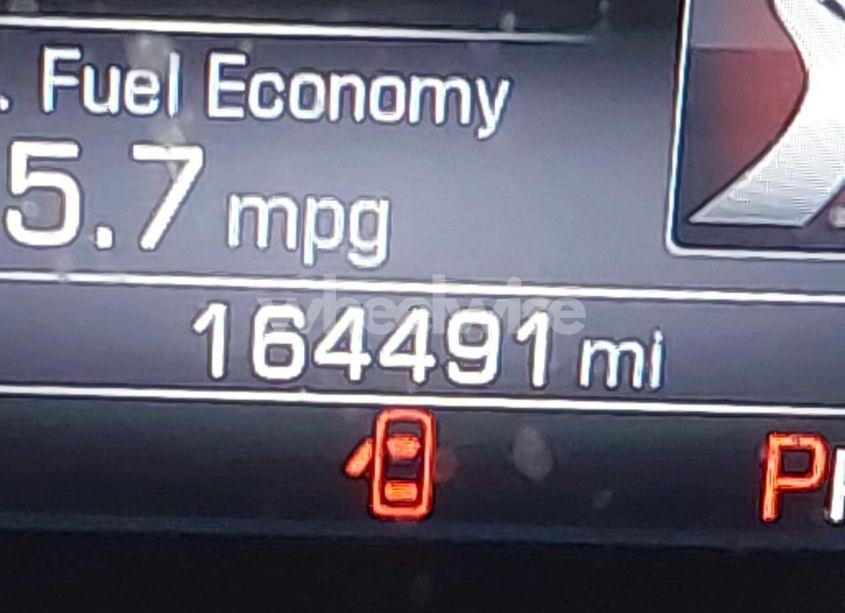 . Fuel Economy
5.7 mpg
wheelwise
164491 mi
P